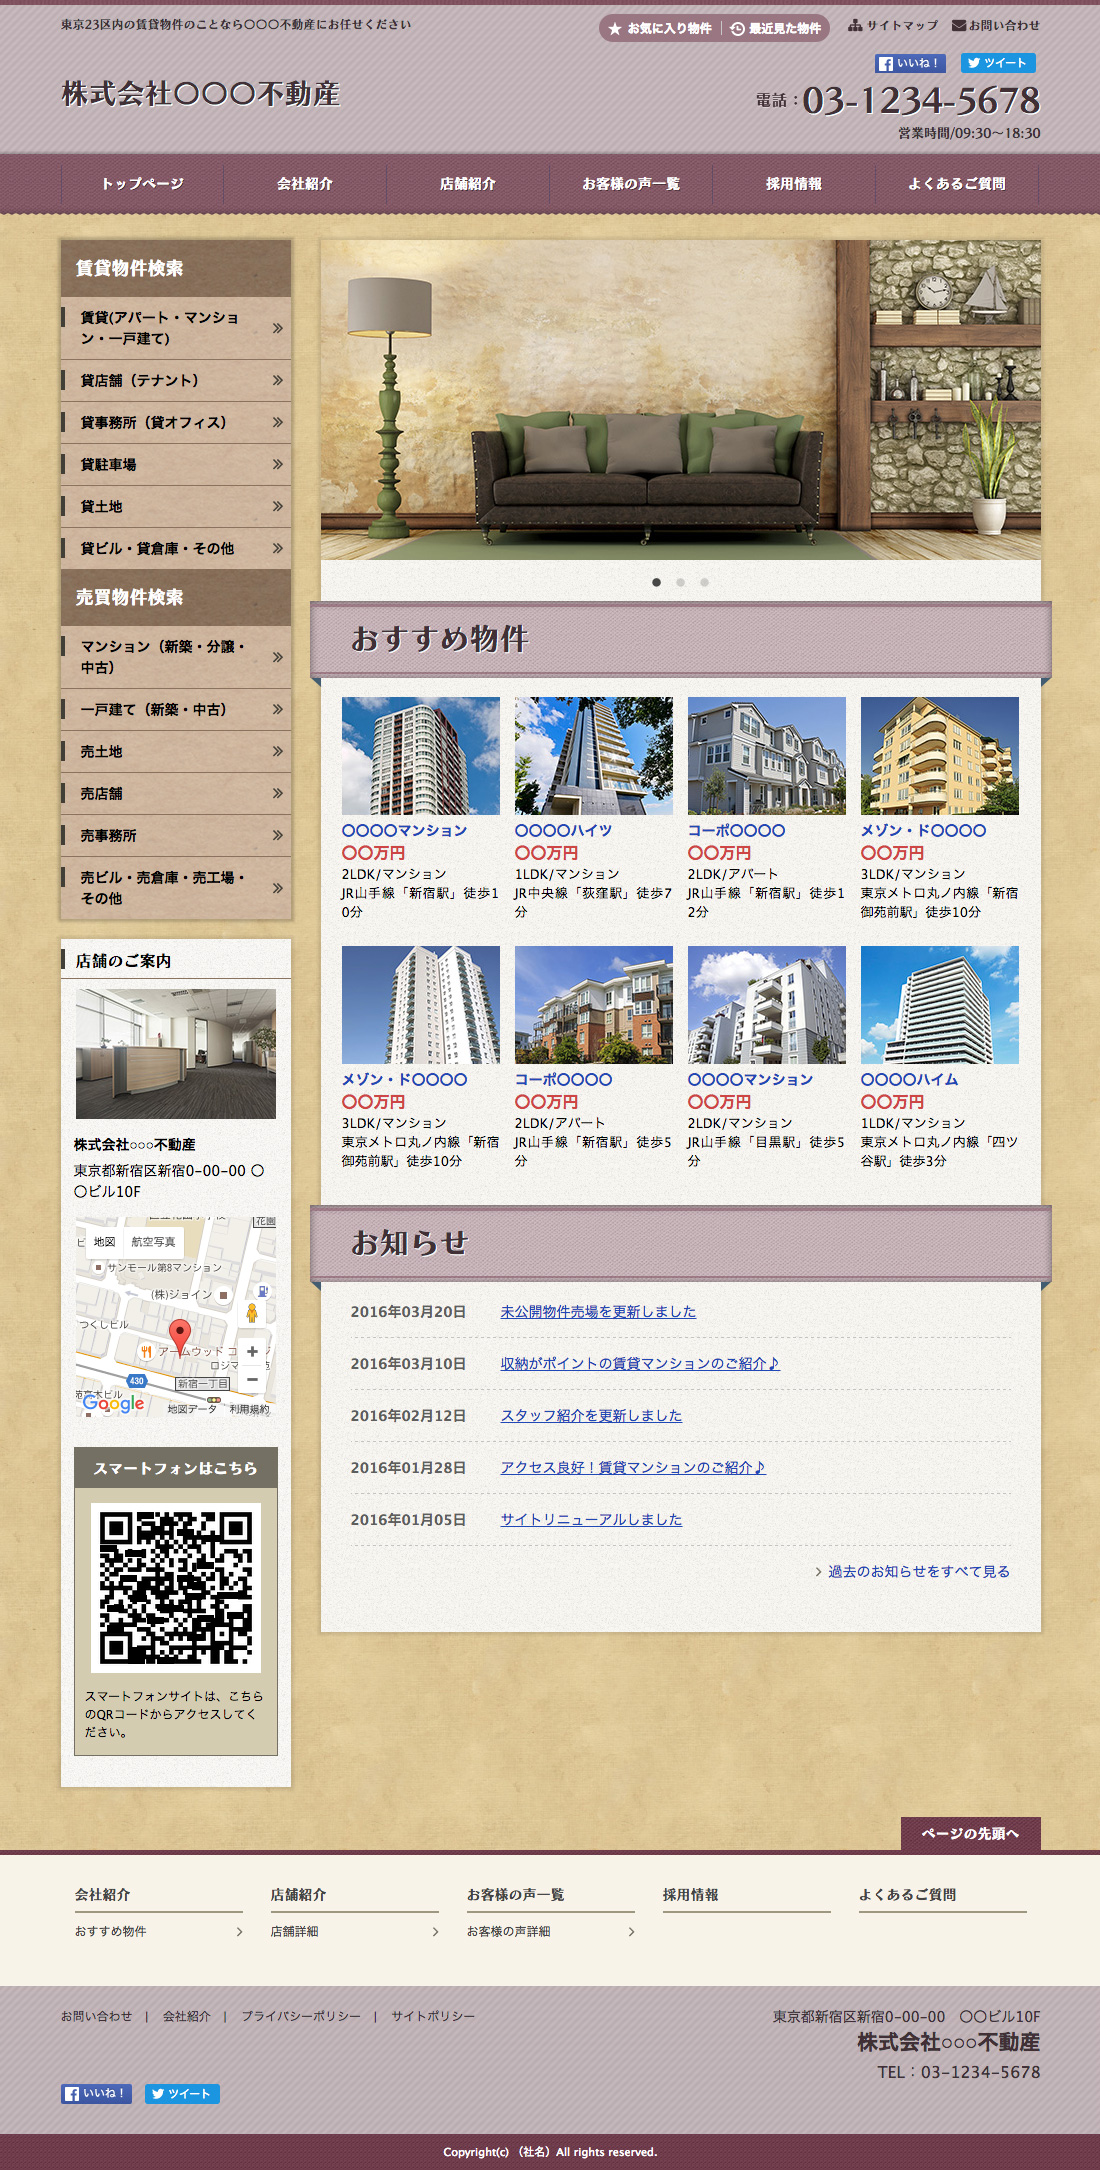 東京23区内の賃貸物件のことなら〇〇〇不動産にお任せください
お気に入り物件
最近見た物件
サイトマップ
お問い合わせ
いいね！
ツイート
株式会社〇〇〇不動産
電話：03-1234-5678
営業時間/09:30～18:30
トップページ
会社紹介
店舗紹介
お客様の声一覧
採用情報
よくあるご質問
賃貸物件検索
賃貸(アパート・マンショ
ン・一戸建て)
貸店舗（テナント）
貸事務所（貸オフィス）
貸駐車場
貸土地
貸ビル・貸倉庫・その他
売買物件検索
マンション（新築・分譲・
中古）
一戸建て（新築・中古）
売土地
売店舗
売事務所
売ビル・売倉庫・売工場・
その他
店舗のご案内
株式会社○○○不動産
東京都新宿区新宿0-00-00 〇
〇ビル10F
地図
航空写真
花園
サンモール第8マンション
(株)ジョイン
つくしビル
アームウッド
新宿一丁目
430
Google
地図データ
利用規約
スマートフォンはこちら
スマートフォンサイトは、こちら
のQRコードからアクセスしてく
ださい。
おすすめ物件
〇〇〇〇マンション
〇〇万円
2LDK/マンション
JR山手線「新宿駅」徒歩1
0分
〇〇〇〇ハイツ
〇〇万円
1LDK/マンション
JR中央線「荻窪駅」徒歩7
分
コーポ〇〇〇〇
〇〇万円
2LDK/アパート
JR山手線「新宿駅」徒歩1
2分
メゾン・ド〇〇〇〇
〇〇万円
3LDK/マンション
東京メトロ丸ノ内線「新宿
御苑前駅」徒歩10分
メゾン・ド〇〇〇〇
〇〇万円
3LDK/マンション
東京メトロ丸ノ内線「新宿
御苑前駅」徒歩10分
コーポ〇〇〇〇
〇〇万円
2LDK/アパート
JR山手線「新宿駅」徒歩5
分
〇〇〇〇マンション
〇〇万円
2LDK/マンション
JR山手線「目黒駅」徒歩5
分
〇〇〇〇ハイム
〇〇万円
1LDK/マンション
東京メトロ丸ノ内線「四ツ
谷駅」徒歩3分
お知らせ
2016年03月20日 未公開物件売場を更新しました
2016年03月10日 収納がポイントの賃貸マンションのご紹介♪
2016年02月12日 スタッフ紹介を更新しました
2016年01月28日 アクセス良好！賃貸マンションのご紹介♪
2016年01月05日 サイトリニューアルしました
過去のお知らせをすべて見る
ページの先頭へ
会社紹介
おすすめ物件
店舗紹介
店舗詳細
お客様の声一覧
お客様の声詳細
採用情報
よくあるご質問
お問い合わせ | 会社紹介 | プライバシーポリシー | サイトポリシー
東京都新宿区新宿0-00-00 〇〇ビル10F
株式会社○○○不動産
TEL：03-1234-5678
いいね！
ツイート
Copyright(c) （社名）All rights reserved.